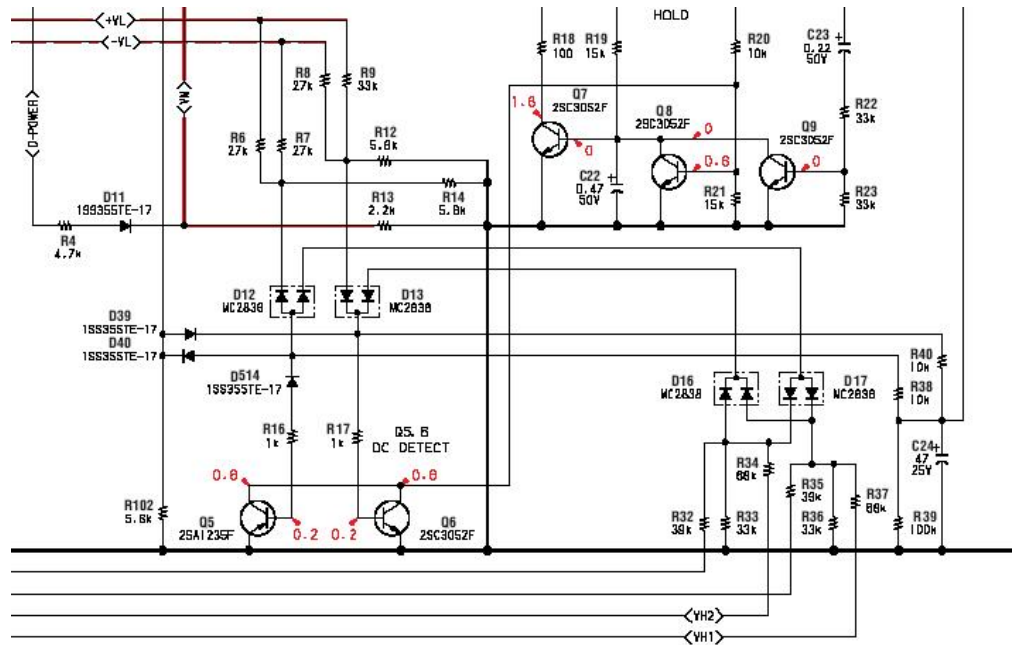 <+VL>
<-VL>
HOLD
R18
100
R19
15k
R20
10k
C23 +
0.22
50V
R8
27k
R9
33k
<D-POWER>
<VM>
1.6
Q7
2SC3052F
Q8
2SC3052F
0
Q9
2SC3052F
R22
33k
R6
27k
R7
27k
R12
5.6k
0
0.6
0
C22 +
0.47
50V
R21
15k
R23
33k
D11
1SS355TE-17
R13
2.2k
R14
5.6k
R4
4.7k
D12
MC2838
D13
MC2838
D39
1SS355TE-17
D40
1SS355TE-17
D514
1SS355TE-17
D16
MC2838
D17
MC2838
R40
10k
R38
10k
R16
1k
R17
1k
Q5,6
DC DETECT
R34
68k
C24 +
47
25V
0.6
0.6
R102
5.6k
Q5
2SA1235F
0.2
0.2
Q6
2SC3052F
R32
39k
R33
33k
R35
39k
R36
33k
R37
68k
R39
100k
<VH2>
<VH1>